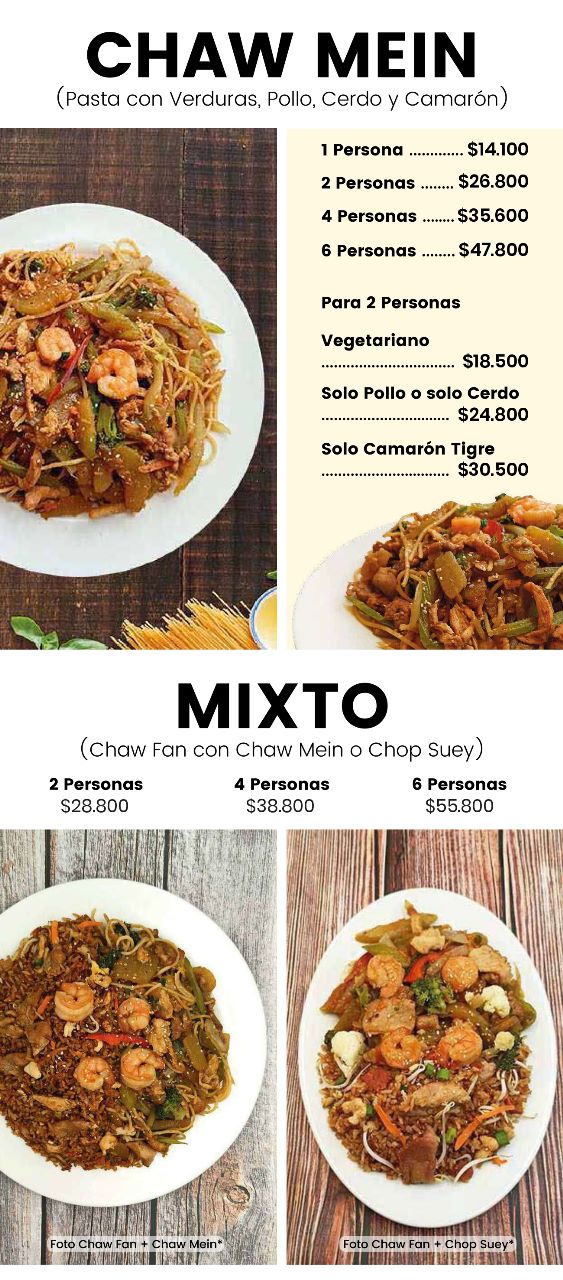 CHAW MEIN
(Pasta con Verduras, Pollo, Cerdo y Camarón)
1 Persona ............. $14.100
2 Personas ........ $26.800
4 Personas ........ $35.600
6 Personas ........ $47.800
Para 2 Personas
Vegetariano
................................ $18.500
Solo Pollo o solo Cerdo
............................... $24.800
Solo Camarón Tigre
............................... $30.500
MIXTO
(Chaw Fan con Chaw Mein o Chop Suey)
2 Personas 4 Personas 6 Personas
$28.800 $38.800 $55.800
Foto Chaw Fan + Chaw Mein* Foto Chaw Fan + Chop Suey*